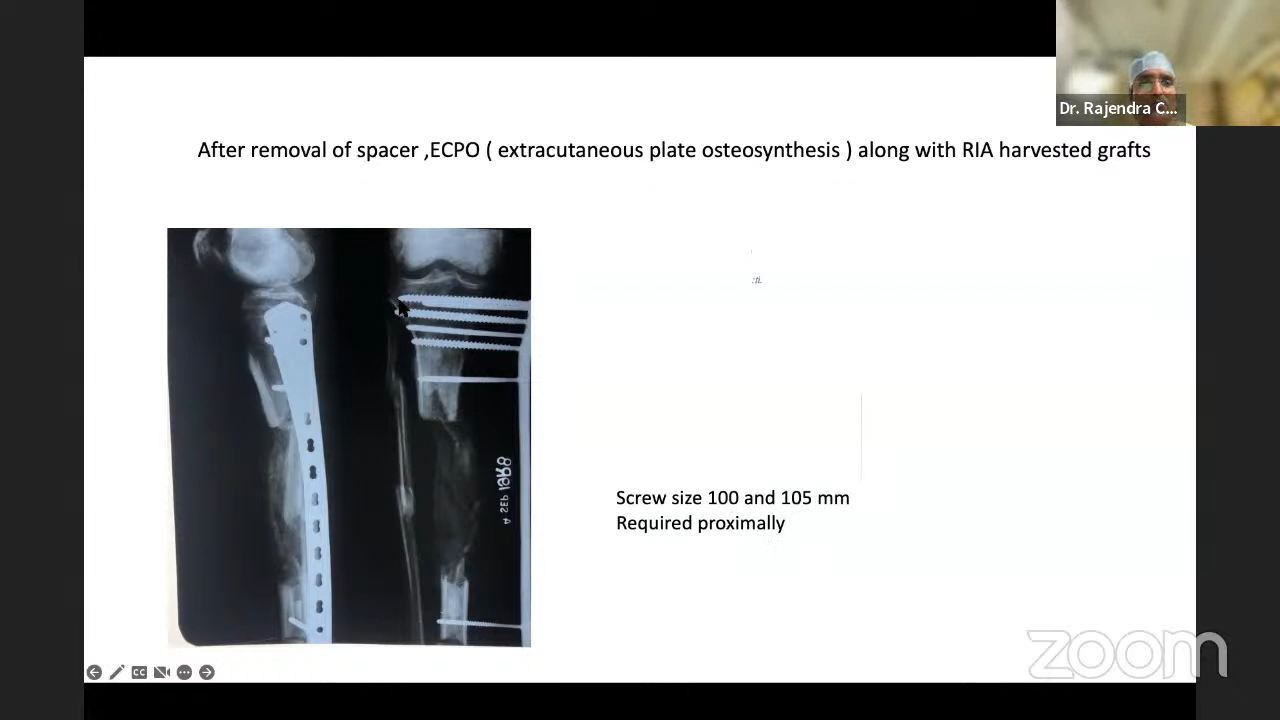 Dr. Rajendra C...
After removal of spacer ,ECPO ( extracutaneous plate osteosynthesis ) along with RIA harvested grafts
Screw size 100 and 105 mm
Required proximally
CC
zoom